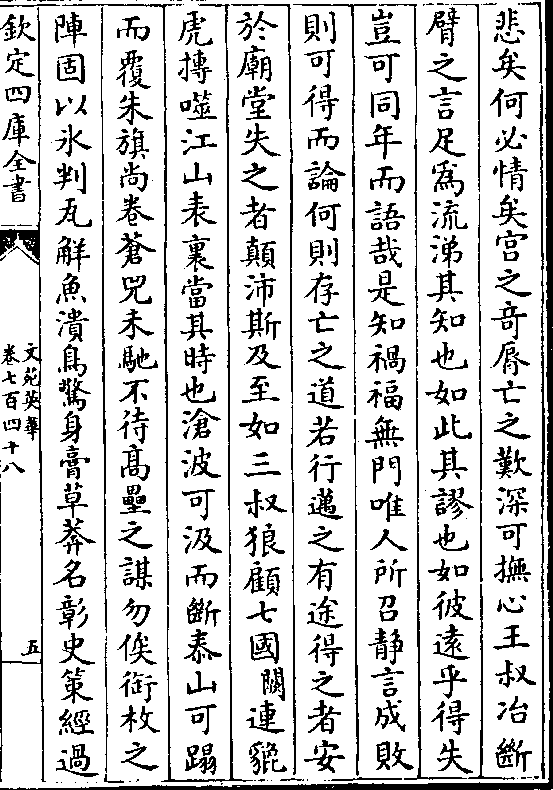 悲矣何必情矣宫之竒脣亡之歎深可撫心王叔冶斷
臂之言足爲流涕其知也如此其謬也如彼逺乎得失
豈可同年而語哉是知禍福無門唯人所召静言成敗
則可得而論何則存亡之道若行邁之有途得之者安
於廟堂失之者顛沛斯及至如三叔狼顧七國闗連貔
虎摶噬江山表裏當其時也滄波可汲而斷泰山可蹋
而覆朱旗尚卷蒼兕未馳不待髙壘之謀勿俟銜枚之
陣固以氷判瓦解魚潰鳥驚身膏草莽名彰史策經過
欽定四庫全書
文苑英華
卷七百四十八
五